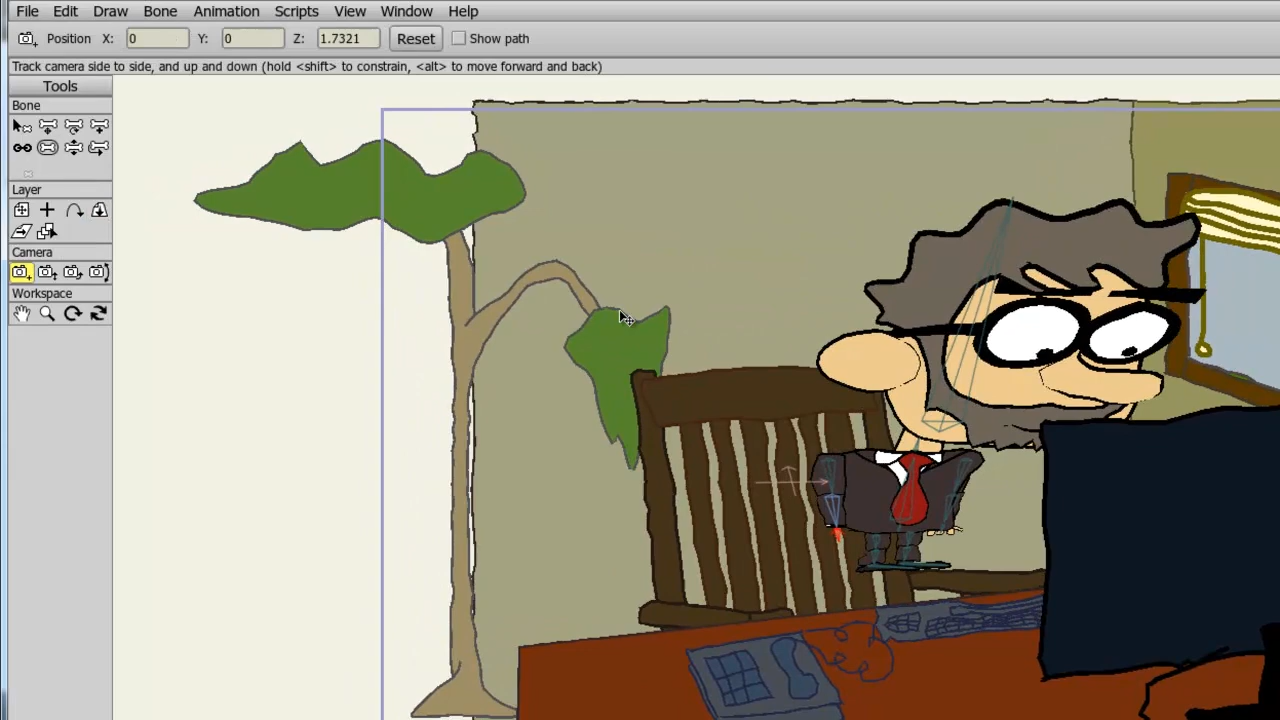 File Edit Draw Bone Animation Scripts View Window Help
Position X: 0 Y: 0 Z: 1.7321 Reset Show path
Track camera side to side, and up and down (hold <shift> to constrain, <alt> to move forward and back)
Tools
Bone
Layer
Camera
Workspace